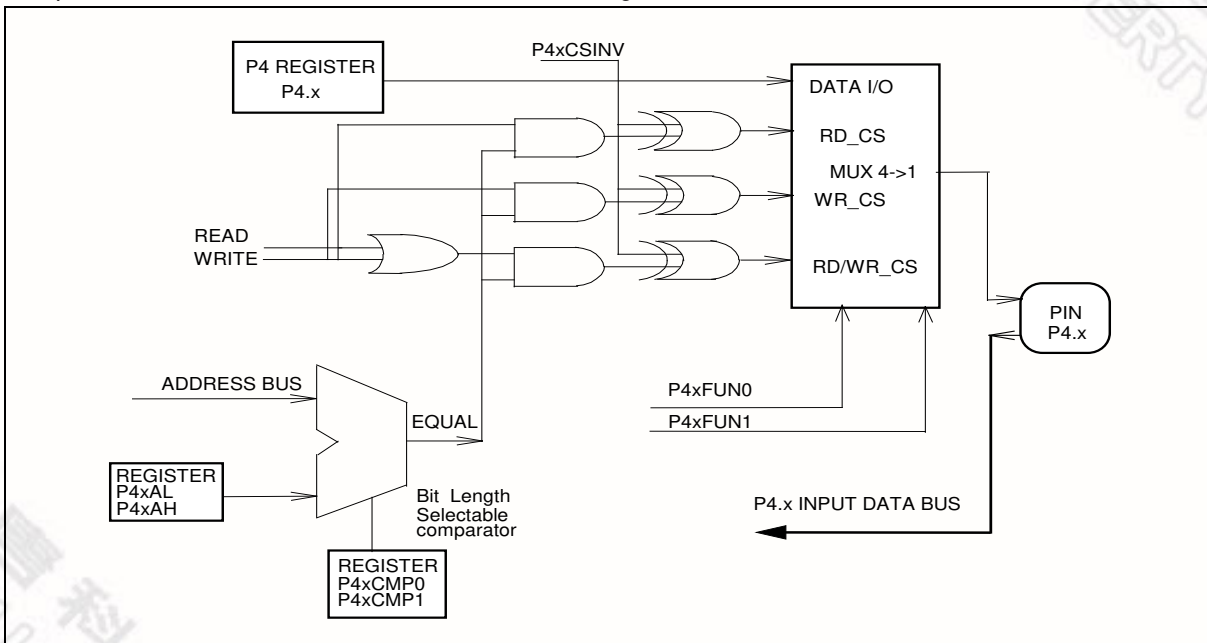 P4xCSINV
P4 REGISTER
P4.x
DATA I/O
RD_CS
MUX 4->1
WR_CS
RD/WR_CS
READ
WRITE
PIN
P4.x
ADDRESS BUS
EQUAL
P4xFUN0
P4xFUN1
REGISTER
P4xAL
P4xAH
Bit Length
Selectable
comparator
P4.x INPUT DATA BUS
REGISTER
P4xCMP0
P4xCMP1